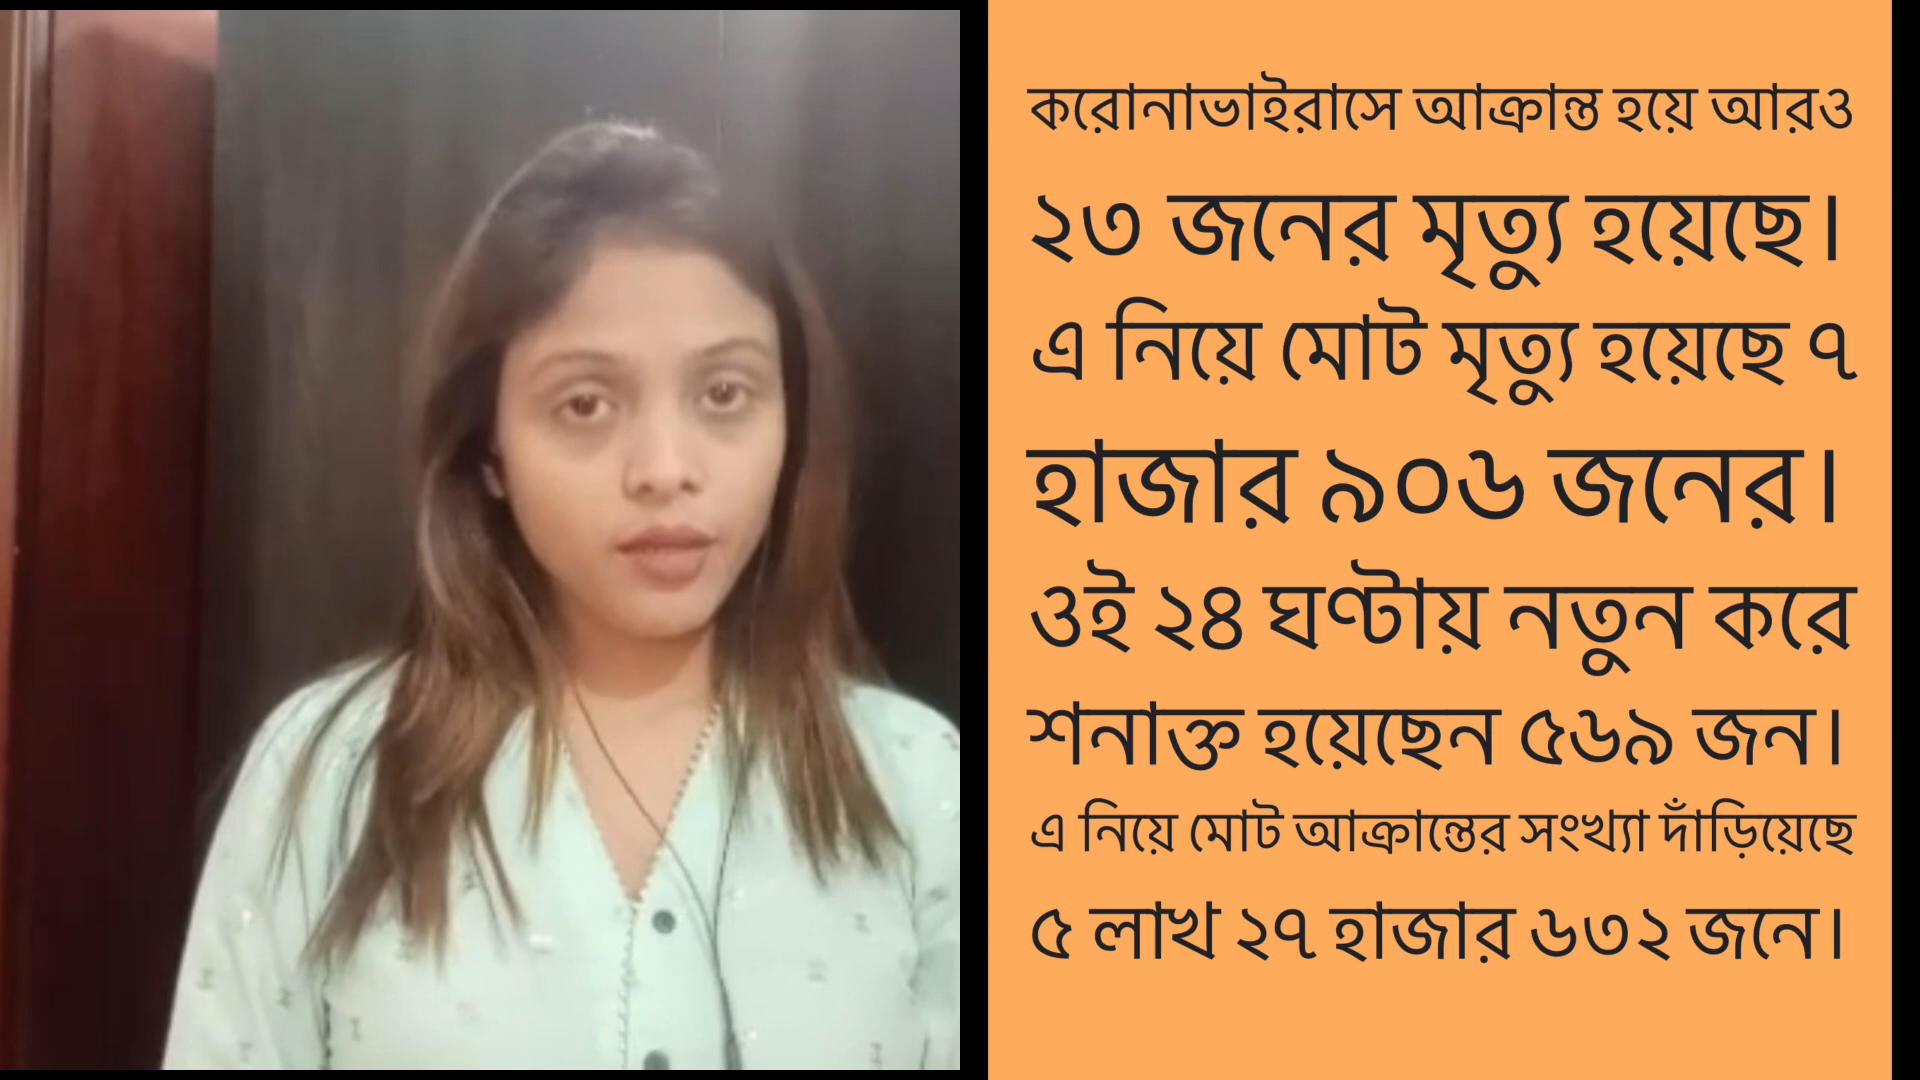 করোনাভাইরাসে আক্রান্ত হয়ে আরও
২৩ জনের মৃত্যু হয়েছে।
এ নিয়ে মোট মৃত্যু হয়েছে ৭
হাজার ৯০৬ জনের।
ওই ২৪ ঘণ্টায় নতুন করে
শনাক্ত হয়েছেন ৫৬৯ জন।
এ নিয়ে মোট আক্রান্তের সংখ্যা দাঁড়িয়েছে
৫ লাখ ২৭ হাজার ৬৩২ জনে।